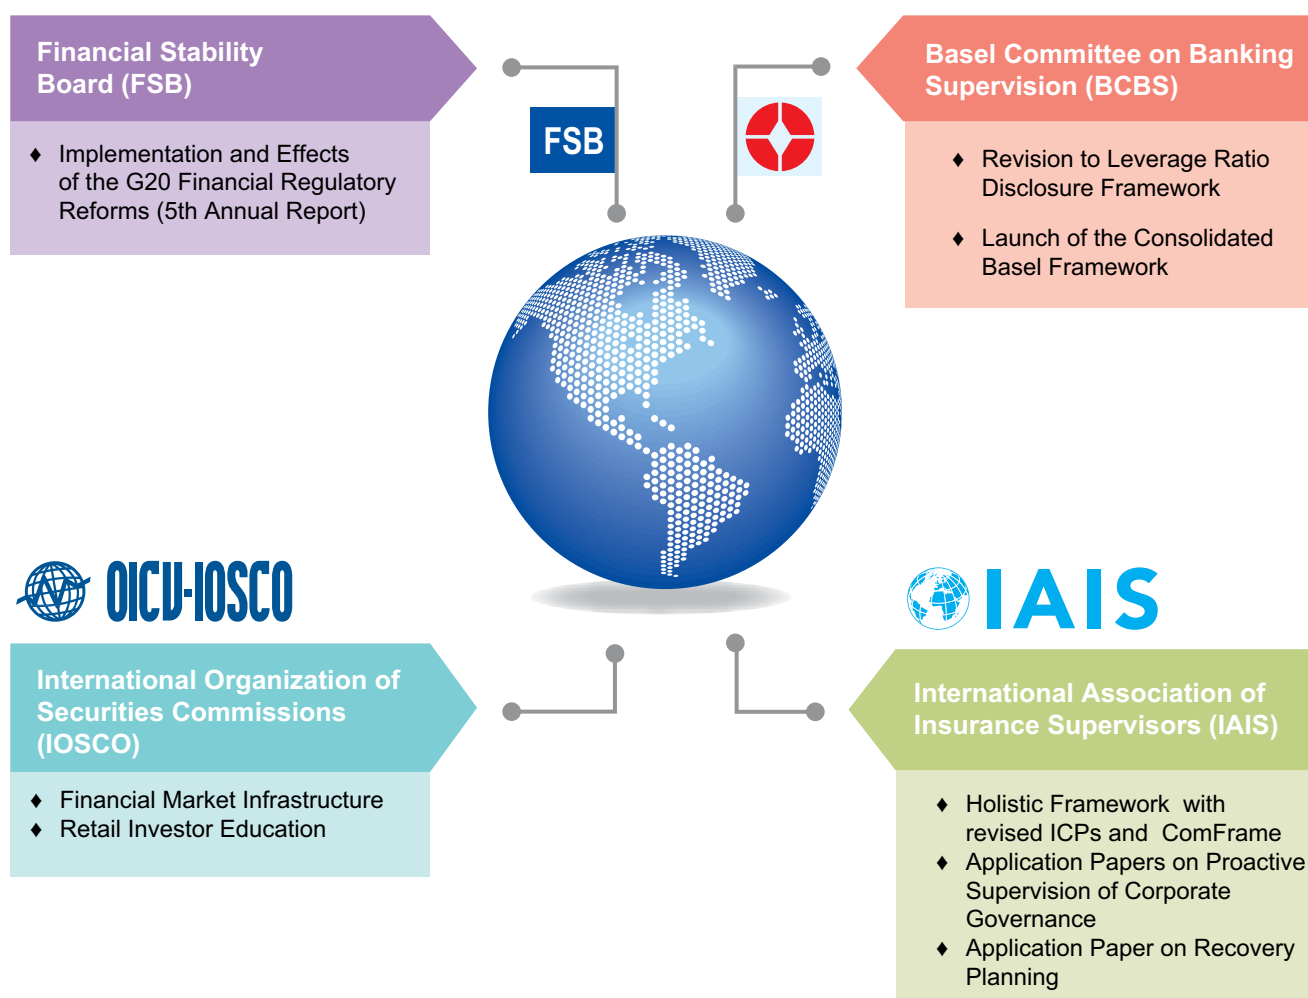 Financial Stability
Board (FSB)
♦ Implementation and Effects
of the G20 Financial Regulatory
Reforms (5th Annual Report)
FSB
Basel Committee on Banking
Supervision (BCBS)
♦ Revision to Leverage Ratio
Disclosure Framework
♦ Launch of the Consolidated
Basel Framework
OICU-IOSCO
International Organization of
Securities Commissions
(IOSCO)
♦ Financial Market Infrastructure
♦ Retail Investor Education
IAIS
International Association of
Insurance Supervisors (IAIS)
♦ Holistic Framework with
revised ICPs and ComFrame
♦ Application Papers on Proactive
Supervision of Corporate
Governance
♦ Application Paper on Recovery
Planning